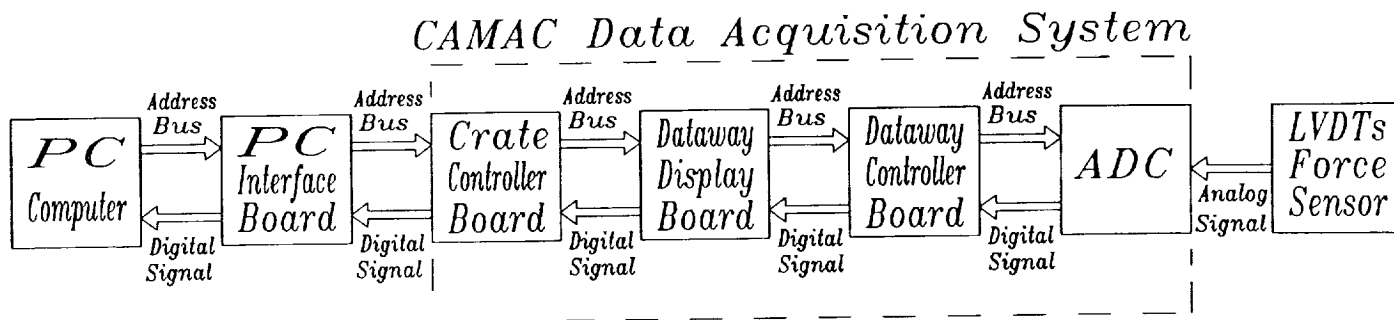 CAMAC Data Acquisition System
PC
Computer
Address
Bus
Digital
Signal
PC
Interface
Board
Address
Bus
Digital
Signal
Crate
Controller
Board
Address
Bus
Digital
Signal
Dataway
Display
Board
Address
Bus
Digital
Signal
Dataway
Controller
Board
Address
Bus
Digital
Signal
ADC
Analog
Signal
LVDTs
Force
Sensor